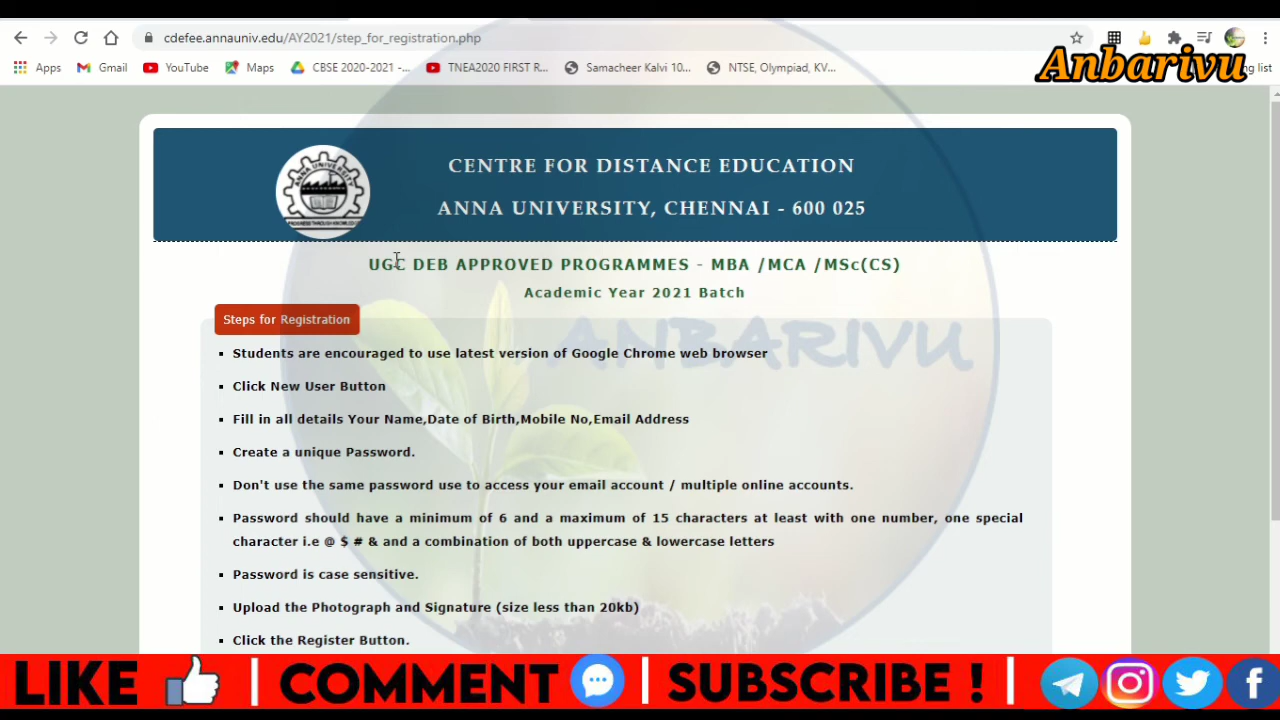 cdefee.annauniv.edu/AY2021/step_for_registration.php
Apps Gmail YouTube Maps CBSE 2020-2021 -... TNEA2020 FIRST R... Samacheer Kalvi 10... NTSE, Olympiad, KV... ng list
Anbarivu
ANNA UNIVERSITY
CENTRE FOR DISTANCE EDUCATION
ANNA UNIVERSITY, CHENNAI - 600 025
UGC DEB APPROVED PROGRAMMES - MBA /MCA /MSc(CS)
Academic Year 2021 Batch
Steps for Registration
ANBARIVU
Students are encouraged to use latest version of Google Chrome web browser
Click New User Button
Fill in all details Your Name,Date of Birth,Mobile No,Email Address
Create a unique Password.
Don't use the same password use to access your email account / multiple online accounts.
Password should have a minimum of 6 and a maximum of 15 characters at least with one number, one special
character i.e @ $ # & and a combination of both uppercase & lowercase letters
Password is case sensitive.
Upload the Photograph and Signature (size less than 20kb)
Click the Register Button.
LIKE | COMMENT | SUBSCRIBE ! |